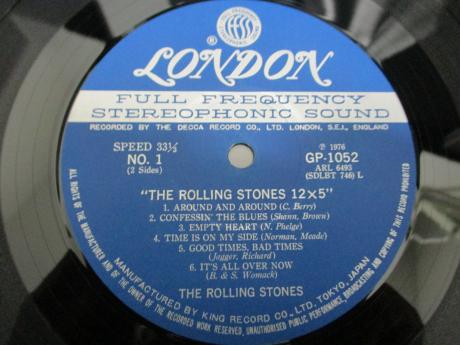 FULL FREQUENCY STEREOPHONIC SOUND
® LONDON
FULL FREQUENCY
STEREOPHONIC SOUND
RECORDED BY THE DECCA RECORD CO., LTD. LONDON, S.E.I., ENGLAND
SPEED 33⅓
NO. 1
(2 Sides)
℗ 1976
GP-1052
ARL 6493
(SDLBT 746) L
"THE ROLLING STONES 12×5"
1. AROUND AND AROUND (C. Berry)
2. CONFESSIN' THE BLUES (Shann, Brown)
3. EMPTY HEART (N. Phelge)
4. TIME IS ON MY SIDE (Norman, Meade)
5. GOOD TIMES, BAD TIMES
(Jagger, Richard)
6. IT'S ALL OVER NOW
(B. & S. Womack)
THE ROLLING STONES
MANUFACTURED BY KING RECORD CO., LTD. TOKYO, JAPAN
ALL RIGHTS OF THE MANUFACTURER AND OF THE OWNER OF THE RECORDED WORK RESERVED, UNAUTHORISED PUBLIC PERFORMANCE, BROADCASTING AND COPYING OF THIS RECORD PROHIBITED